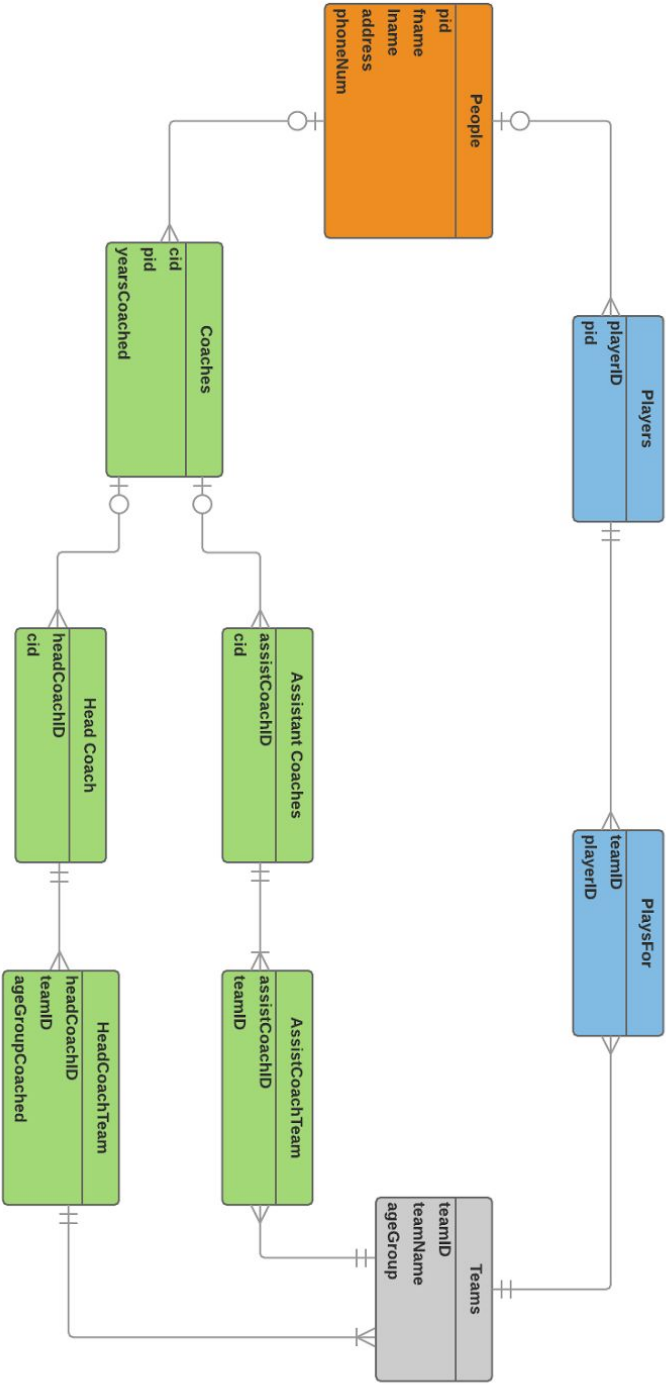 People
pid
fname
lname
address
phoneNum
Players
playerID
pid
PlaysFor
teamID
playerID
Teams
teamID
teamName
ageGroup
Coaches
cid
pid
yearsCoached
Assistant Coaches
assistCoachID
cid
AssistCoachTeam
assistCoachID
teamID
Head Coach
headCoachID
cid
HeadCoachTeam
headCoachID
teamID
ageGroupCoached